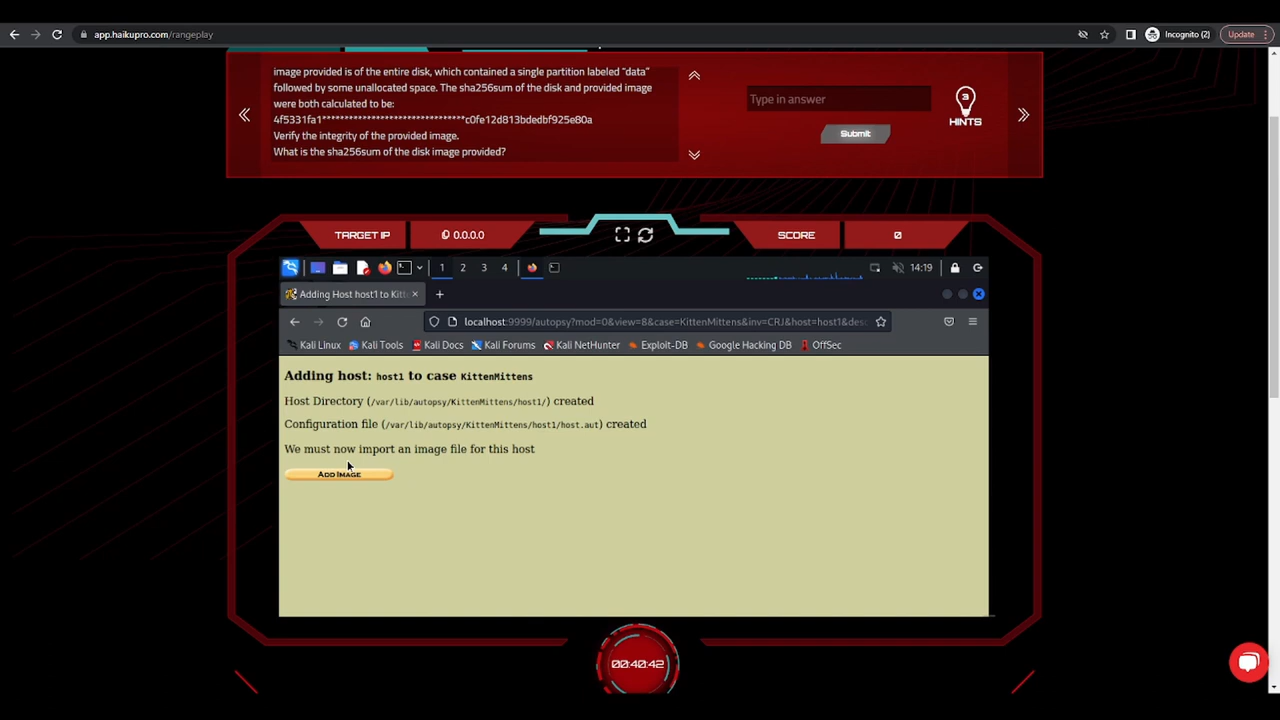 app.haikupro.com/rangeplay
Incognito (2)
Update
image provided is of the entire disk, which contained a single partition labeled "data"
followed by some unallocated space. The sha256sum of the disk and provided image
were both calculated to be:
4f5331fa1********************************c0fe12d813bdedbf925e80a
Verify the integrity of the provided image.
What is the sha256sum of the disk image provided?
Type in answer
Submit
3
HINTS
TARGET IP
0.0.0.0
SCORE
0
1 2 3 4
14:19
Adding Host host1 to Kitt
localhost:9999/autopsy?mod=0&view=8&case=KittenMittens&inv=CRJ&host=host1&desc
Kali Linux Kali Tools Kali Docs Kali Forums Kali NetHunter Exploit-DB Google Hacking DB OffSec
Adding host: host1 to case KittenMittens
Host Directory (/var/lib/autopsy/KittenMittens/host1/) created
Configuration file (/var/lib/autopsy/KittenMittens/host1/host.aut) created
We must now import an image file for this host
ADD IMAGE
00:40:42